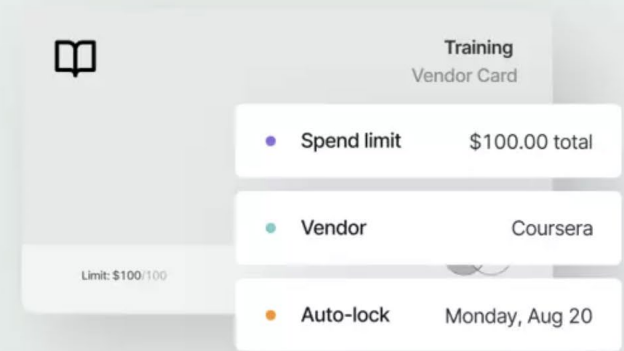 Training
Vendor Card
Spend limit $100.00 total
Vendor Coursera
Limit: $100/100
Auto-lock Monday, Aug 20